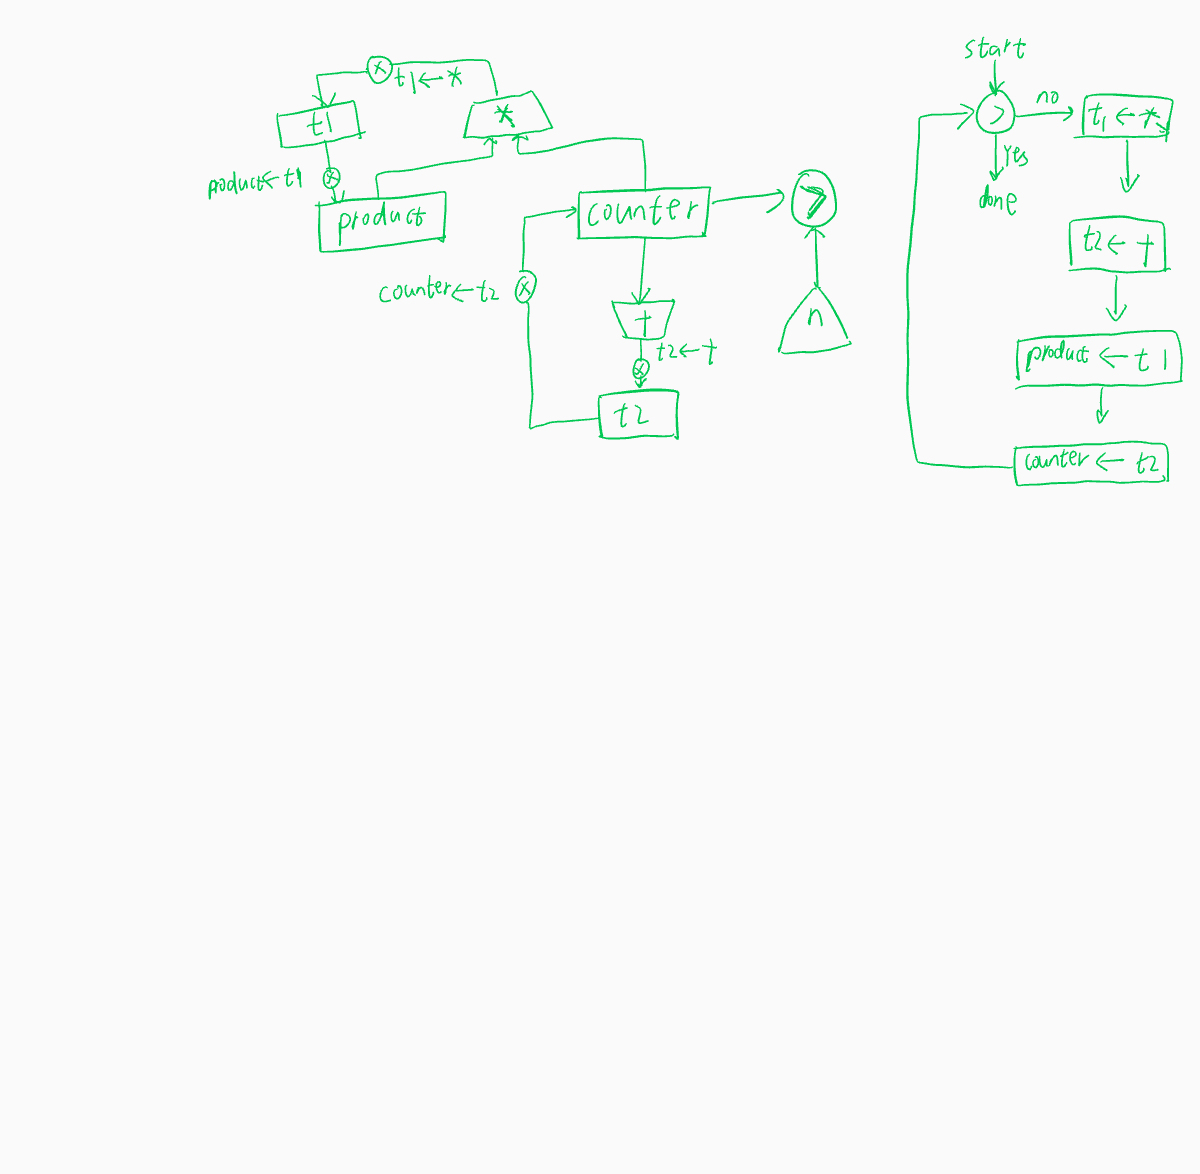 t1←*
*
t1
product←t1
product
counter
>
counter←t2
+
n
t2←+
t2
start
>
no
yes
done
t1←*
t2←+
product←t1
counter←t2